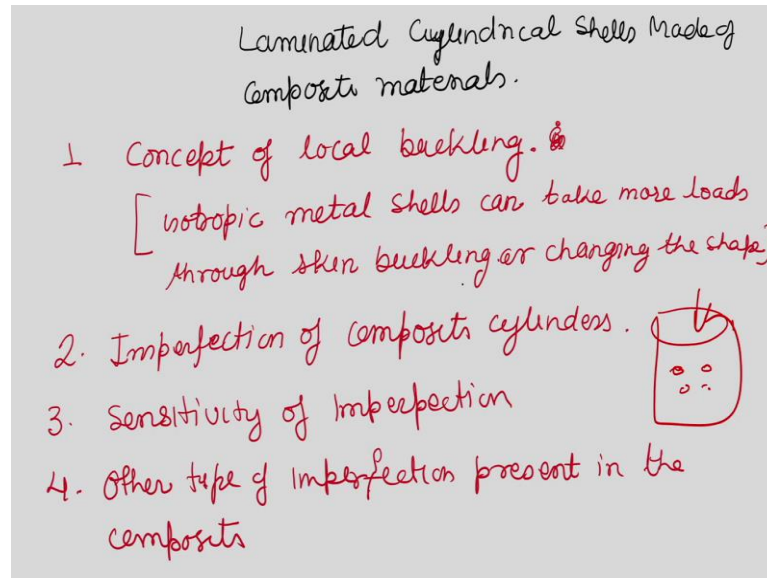 Laminated Cylindrical Shells Made of
Composite materials.
1 Concept of local buckling.
[isotropic metal shells can take more loads
through skin buckling or changing the shape]
2. Imperfection of composite cylinders.
3. Sensitivity of Imperfection
4. Other type of imperfection present in the
composites